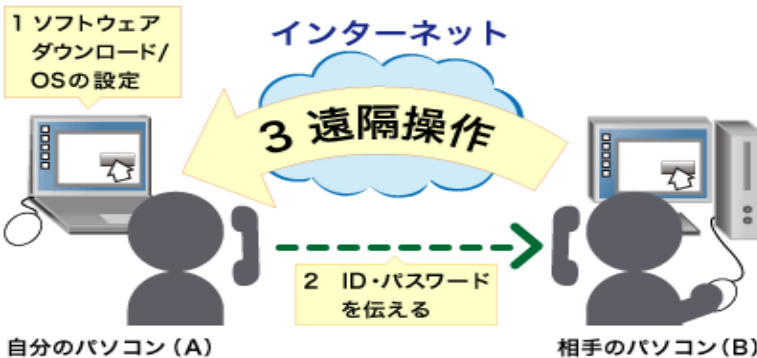 1 ソフトウェア
ダウンロード/
OSの設定
インターネット
3 遠隔操作
2 ID・パスワード
を伝える
自分のパソコン(A)
相手のパソコン(B)